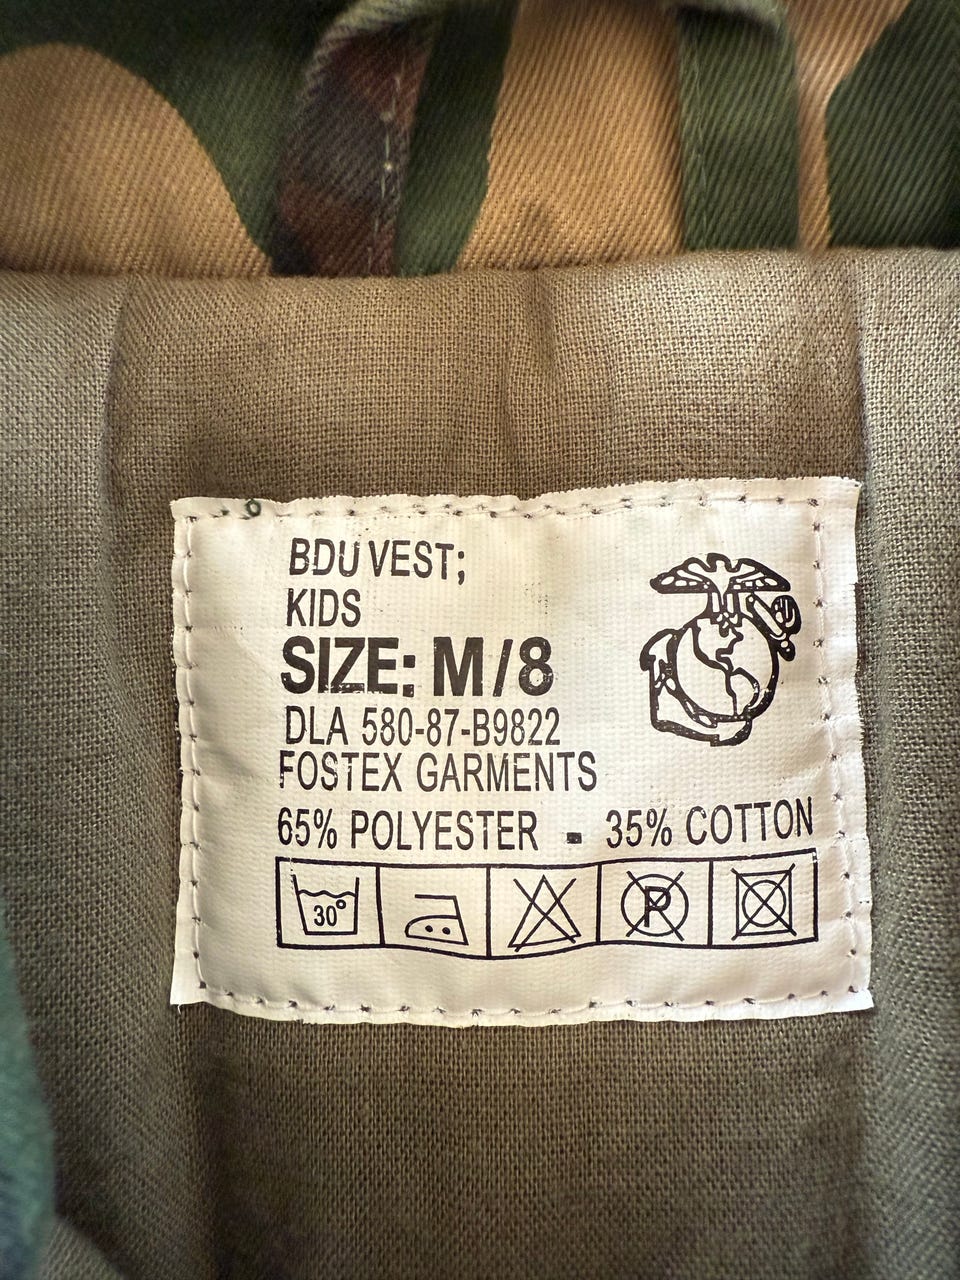 BDU VEST;
KIDS
SIZE: M/8
DLA 580-87-B9822
FOSTEX GARMENTS
65% POLYESTER ▪ 35% COTTON
30°
P